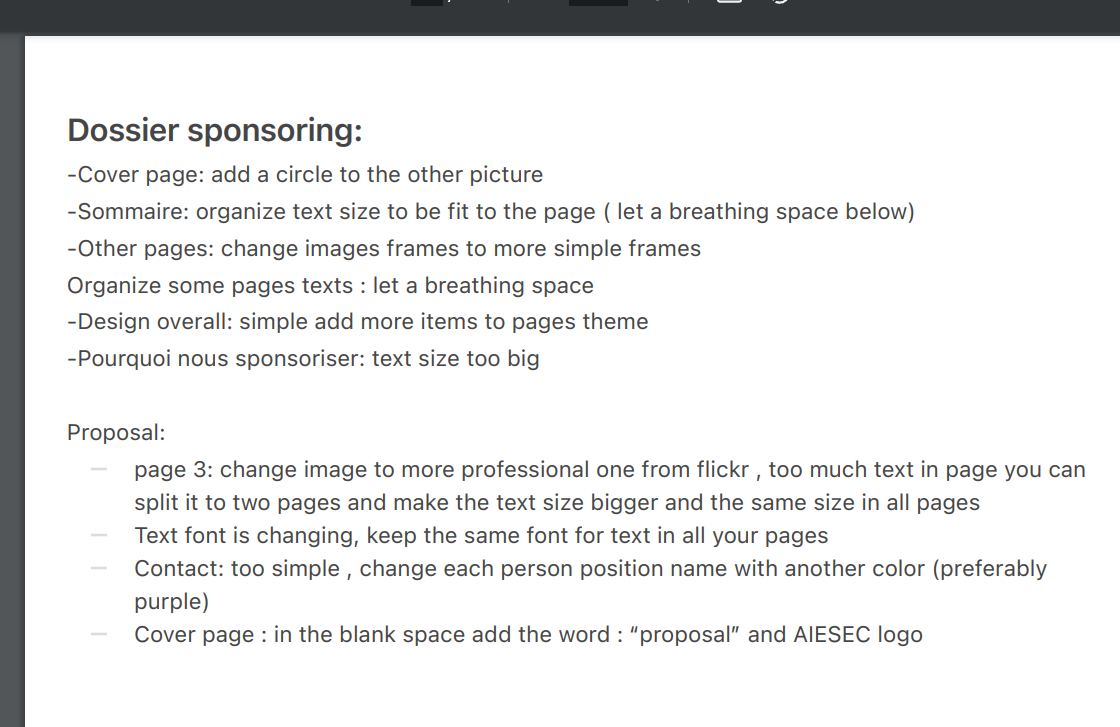 Dossier sponsoring:
-Cover page: add a circle to the other picture
-Sommaire: organize text size to be fit to the page ( let a breathing space below)
-Other pages: change images frames to more simple frames
Organize some pages texts : let a breathing space
-Design overall: simple add more items to pages theme
-Pourquoi nous sponsoriser: text size too big
Proposal:
— page 3: change image to more professional one from flickr , too much text in page you can
split it to two pages and make the text size bigger and the same size in all pages
— Text font is changing, keep the same font for text in all your pages
— Contact: too simple , change each person position name with another color (preferably
purple)
— Cover page : in the blank space add the word : “proposal” and AIESEC logo